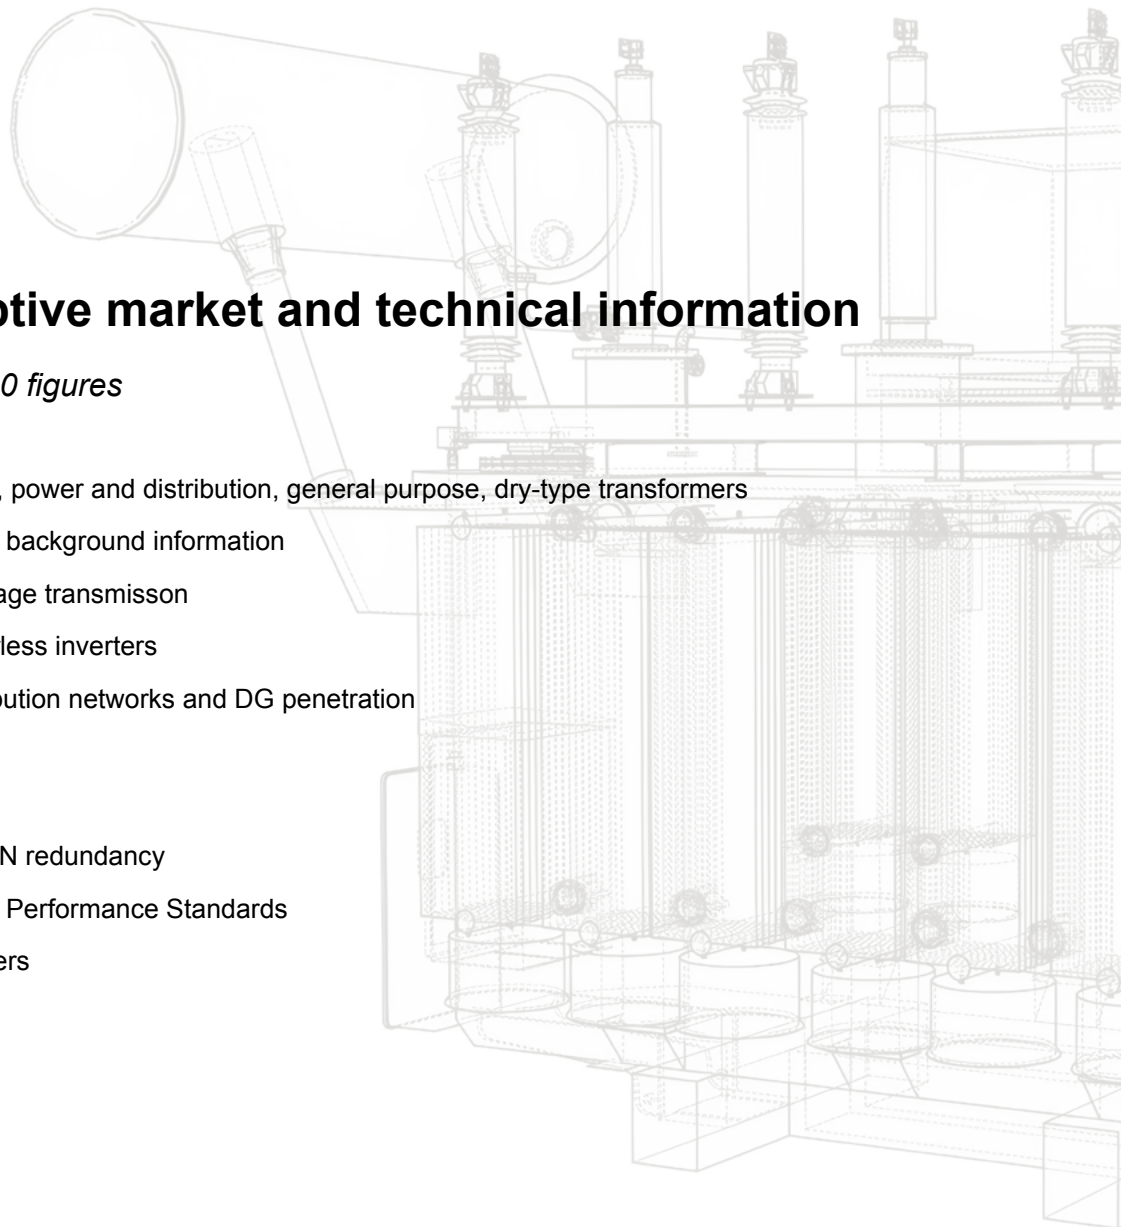 ptive market and technical information
0 figures
, power and distribution, general purpose, dry-type transformers
background information
age transmisson
less inverters
bution networks and DG penetration
N redundancy
Performance Standards
ers